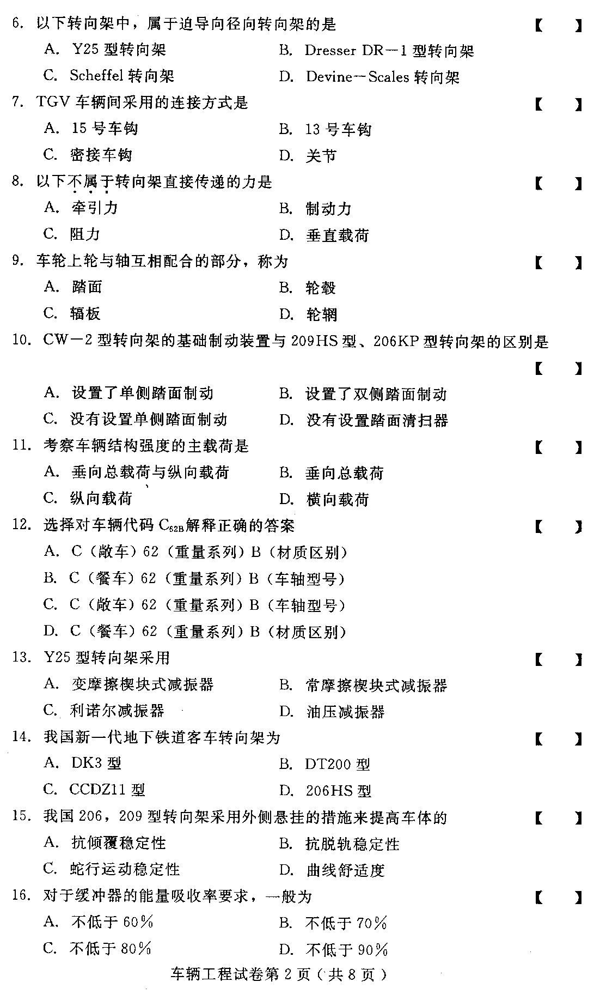 6. 以下转向架中，属于迫导向径向转向架的是 【 】
A. Y25 型转向架 B. Dresser DR—1 型转向架
C. Scheffel 转向架 D. Devine—Scales 转向架
7. TGV 车辆间采用的连接方式是 【 】
A. 15 号车钩 B. 13 号车钩
C. 密接车钩 D. 关节
8. 以下不属于转向架直接传递的力是 【 】
A. 牵引力 B. 制动力
C. 阻力 D. 垂直载荷
9. 车轮上轮与轴互相配合的部分，称为 【 】
A. 踏面 B. 轮毂
C. 辐板 D. 轮辋
10. CW—2 型转向架的基础制动装置与 209HS 型、206KP 型转向架的区别是
【 】
A. 设置了单侧踏面制动 B. 设置了双侧踏面制动
C. 没有设置单侧踏面制动 D. 没有设置踏面清扫器
11. 考察车辆结构强度的主载荷是 【 】
A. 垂向总载荷与纵向载荷 B. 垂向总载荷
C. 纵向载荷 D. 横向载荷
12. 选择对车辆代码 C62B解释正确的答案 【 】
A. C（敞车）62（重量系列）B（材质区别）
B. C（餐车）62（重量系列）B（车轴型号）
C. C（敞车）62（重量系列）B（车轴型号）
D. C（餐车）62（重量系列）B（材质区别）
13. Y25 型转向架采用 【 】
A. 变摩擦楔块式减振器 B. 常摩擦楔块式减振器
C. 利诺尔减振器 D. 油压减振器
14. 我国新一代地下铁道客车转向架为 【 】
A. DK3 型 B. DT200 型
C. CCDZ11 型 D. 206HS 型
15. 我国 206，209 型转向架采用外侧悬挂的措施来提高车体的 【 】
A. 抗倾覆稳定性 B. 抗脱轨稳定性
C. 蛇行运动稳定性 D. 曲线舒适度
16. 对于缓冲器的能量吸收率要求，一般为 【 】
A. 不低于 60% B. 不低于 70%
C. 不低于 80% D. 不低于 90%
车辆工程试卷第 2 页（共 8 页）